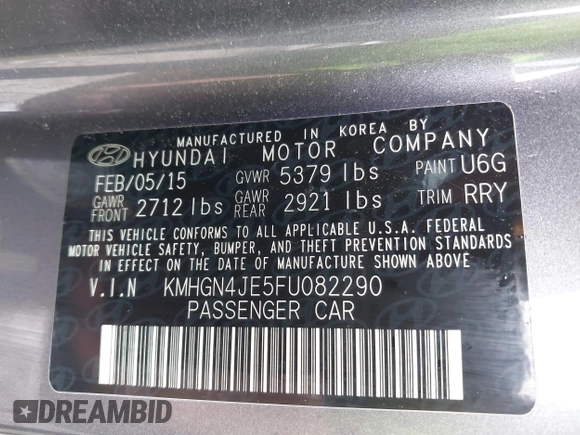 MANUFACTURED IN KOREA BY
HYUNDAI MOTOR COMPANY
FEB/05/15 GVWR 5379 lbs PAINT U6G
GAWR FRONT 2712 lbs GAWR REAR 2921 lbs TRIM RRY
THIS VEHICLE CONFORMS TO ALL APPLICABLE U.S.A. FEDERAL
MOTOR VEHICLE SAFETY, BUMPER, AND THEFT PREVENTION STANDARDS
IN EFFECT ON THE DATE OF MANUFACTURE SHOWN ABOVE.
V.I.N KMHGN4JE5FU082290
PASSENGER CAR
DREAMBID